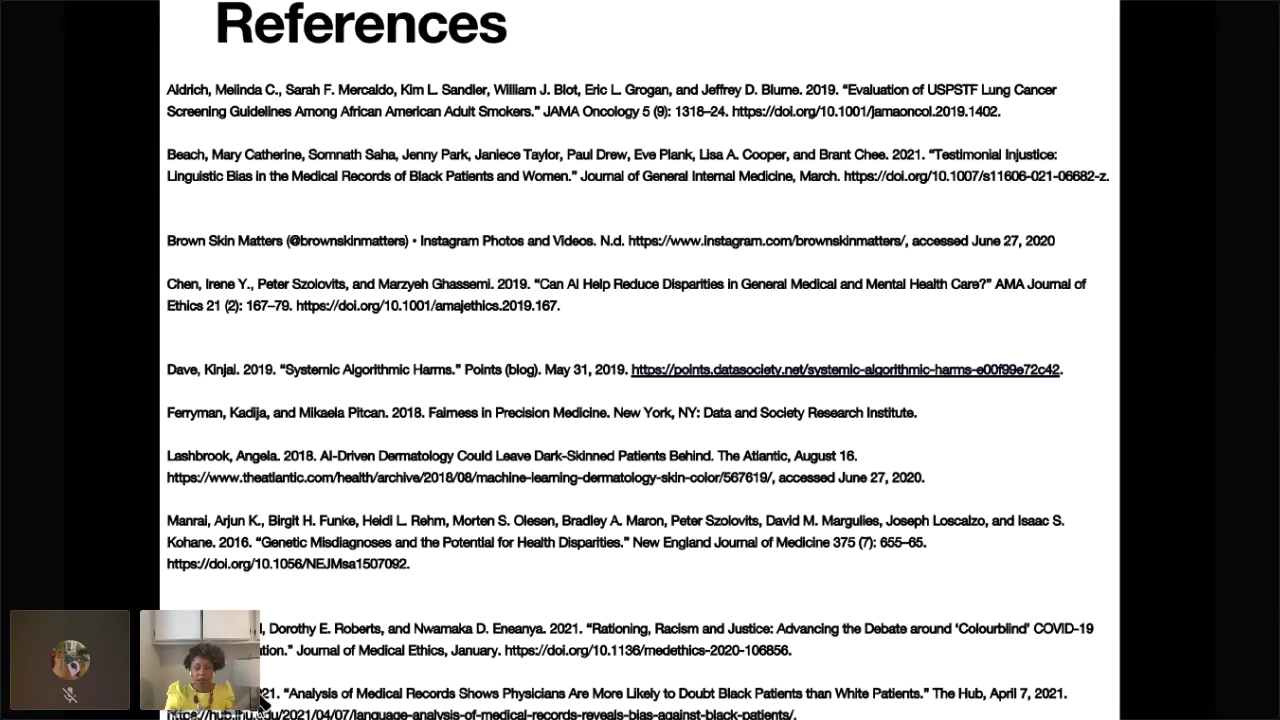 References
Aldrich, Melinda C., Sarah F. Mercaldo, Kim L. Sandler, William J. Blot, Eric L. Grogan, and Jeffrey D. Blume. 2019. “Evaluation of USPSTF Lung Cancer
Screening Guidelines Among African American Adult Smokers.” JAMA Oncology 5 (9): 1318–24. https://doi.org/10.1001/jamaoncol.2019.1402.
Beach, Mary Catherine, Somnath Saha, Jenny Park, Janiece Taylor, Paul Drew, Eve Plank, Lisa A. Cooper, and Brant Chee. 2021. “Testimonial Injustice:
Linguistic Bias in the Medical Records of Black Patients and Women.” Journal of General Internal Medicine, March. https://doi.org/10.1007/s11606-021-06682-z.
Brown Skin Matters (@brownskinmatters) • Instagram Photos and Videos. N.d. https://www.instagram.com/brownskinmatters/, accessed June 27, 2020
Chen, Irene Y., Peter Szolovits, and Marzyeh Ghassemi. 2019. “Can AI Help Reduce Disparities in General Medical and Mental Health Care?” AMA Journal of
Ethics 21 (2): 167–79. https://doi.org/10.1001/amajethics.2019.167.
Dave, Kinjal. 2019. “Systemic Algorithmic Harms.” Points (blog). May 31, 2019. https://points.datasociety.net/systemic-algorithmic-harms-e00f99e72c42.
Ferryman, Kadija, and Mikaela Pitcan. 2018. Fairness in Precision Medicine. New York, NY: Data and Society Research Institute.
Lashbrook, Angela. 2018. AI-Driven Dermatology Could Leave Dark-Skinned Patients Behind. The Atlantic, August 16.
https://www.theatlantic.com/health/archive/2018/08/machine-learning-dermatology-skin-color/567619/, accessed June 27, 2020.
Manrai, Arjun K., Birgit H. Funke, Heidi L. Rehm, Morten S. Olesen, Bradley A. Maron, Peter Szolovits, David M. Margulies, Joseph Loscalzo, and Isaac S.
Kohane. 2016. “Genetic Misdiagnoses and the Potential for Health Disparities.” New England Journal of Medicine 375 (7): 655–65.
https://doi.org/10.1056/NEJMsa1507092.
Dorothy E. Roberts, and Nwamaka D. Eneanya. 2021. “Rationing, Racism and Justice: Advancing the Debate around ‘Colourblind’ COVID-19
Journal of Medical Ethics, January. https://doi.org/10.1136/medethics-2020-106856.
“Analysis of Medical Records Shows Physicians Are More Likely to Doubt Black Patients than White Patients.” The Hub, April 7, 2021.
https://hub.jhu.edu/2021/04/07/language-analysis-of-medical-records-reveals-bias-against-black-patients/.